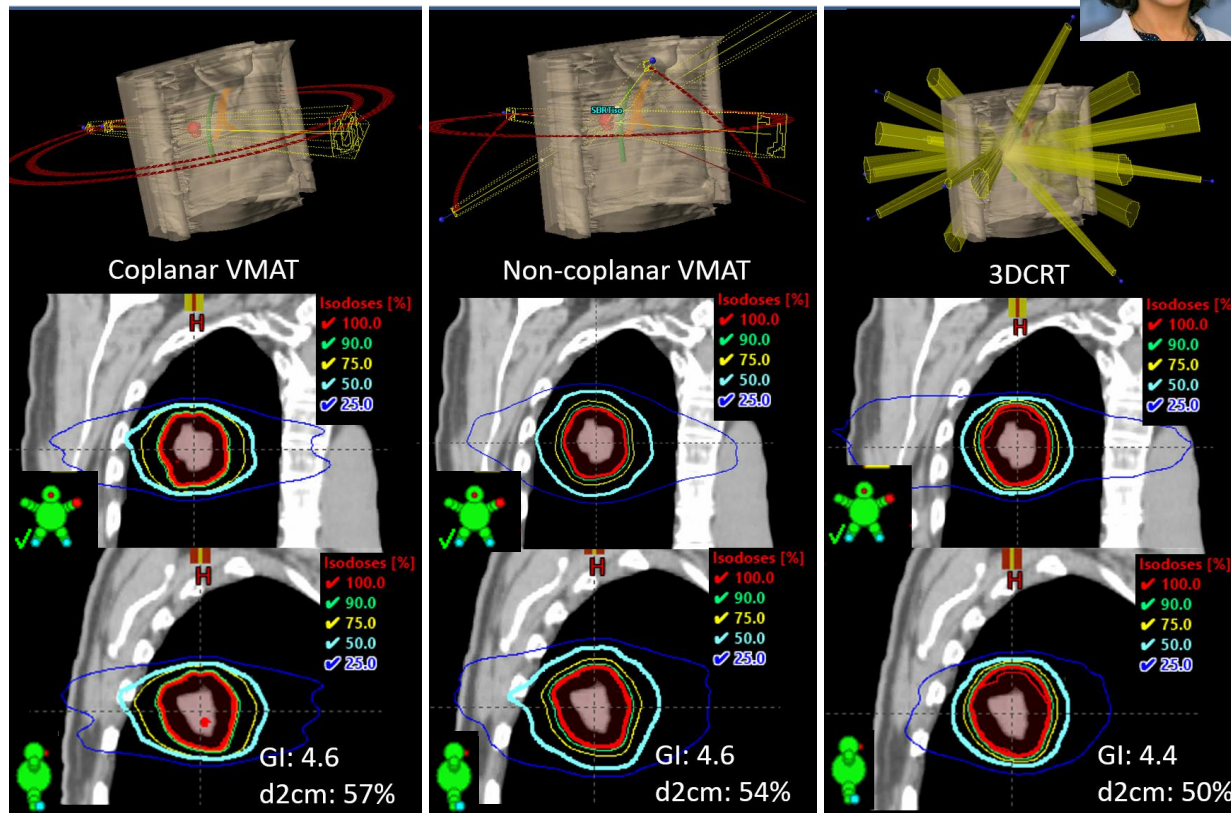 SBRTiso
Coplanar VMAT
Non-coplanar VMAT
3DCRT
Isodoses [%]
✔ 100.0
✔ 90.0
✔ 75.0
✔ 50.0
✔ 25.0
H
Isodoses [%]
✔ 100.0
✔ 90.0
✔ 75.0
✔ 50.0
✔ 25.0
H
Isodoses [%]
✔ 100.0
✔ 90.0
✔ 75.0
✔ 50.0
✔ 25.0
H
Isodoses [%]
✔ 100.0
✔ 90.0
✔ 75.0
✔ 50.0
✔ 25.0
H
GI: 4.6
d2cm: 57%
Isodoses [%]
✔ 100.0
✔ 90.0
✔ 75.0
✔ 50.0
✔ 25.0
H
GI: 4.6
d2cm: 54%
Isodoses [%]
✔ 100.0
✔ 90.0
✔ 75.0
✔ 50.0
✔ 25.0
H
GI: 4.4
d2cm: 50%